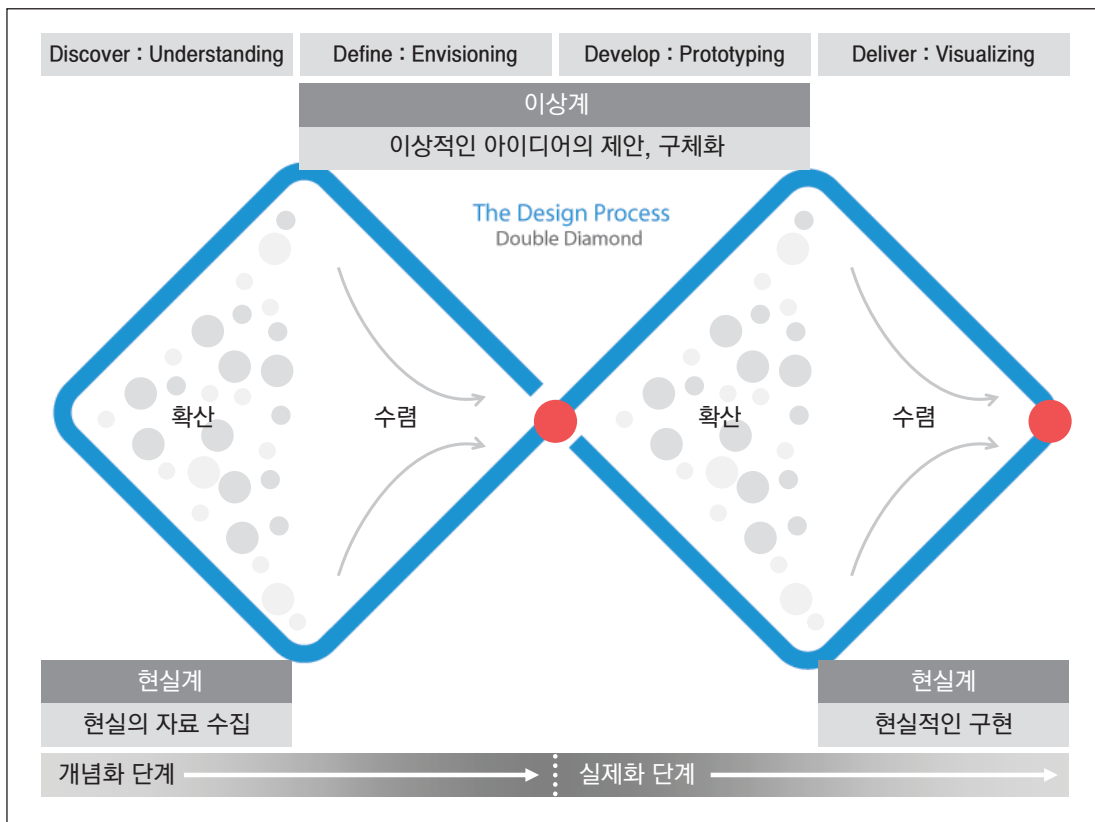 Discover : Understanding
Define : Envisioning
Develop : Prototyping
Deliver : Visualizing
이상계
이상적인 아이디어의 제안, 구체화
The Design Process
Double Diamond
확산
수렴
확산
수렴
현실계
현실의 자료 수집
현실계
현실적인 구현
개념화 단계
실제화 단계